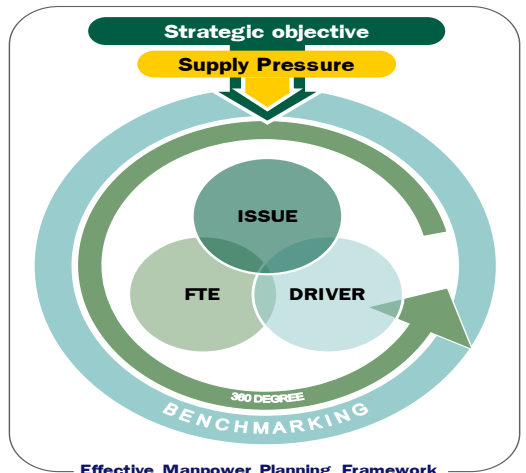 Strategic objective
Supply Pressure
ISSUE
FTE
DRIVER
360 DEGREE
BENCHMARKING
Effective Manpower Planning Framework